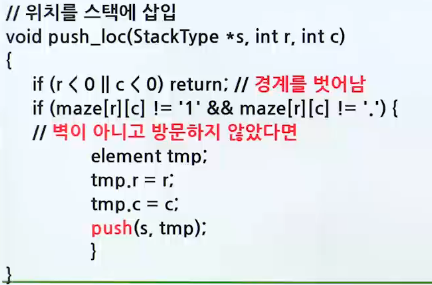 // 위치를 스택에 삽입
void push_loc(StackType *s, int r, int c)
{
if (r < 0 || c < 0) return; // 경계를 벗어남
if (maze[r][c] != '1' && maze[r][c] != '.') {
// 벽이 아니고 방문하지 않았다면
element tmp;
tmp.r = r;
tmp.c = c;
push(s, tmp);
}
}